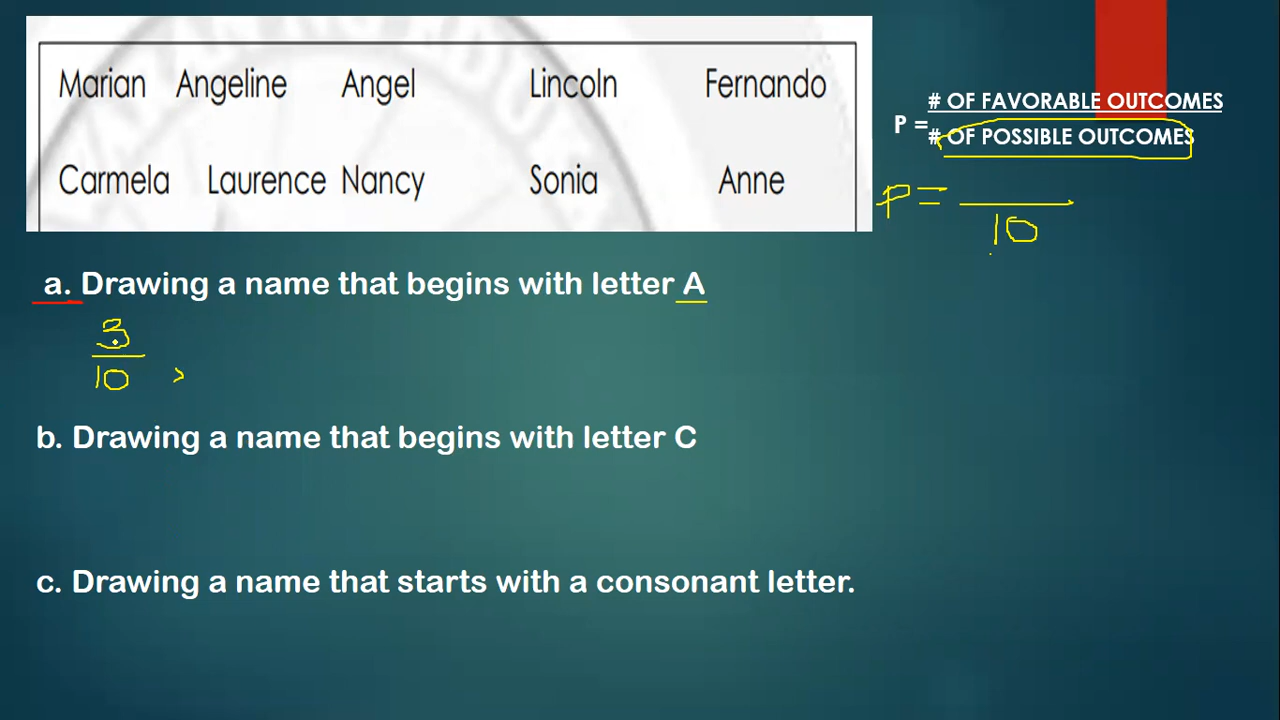 Marian Angeline Angel Lincoln Fernando
Carmela Laurence Nancy Sonia Anne
# OF FAVORABLE OUTCOMES
P =
# OF POSSIBLE OUTCOMES
P =
10
a. Drawing a name that begins with letter A
3
10
b. Drawing a name that begins with letter C
c. Drawing a name that starts with a consonant letter.